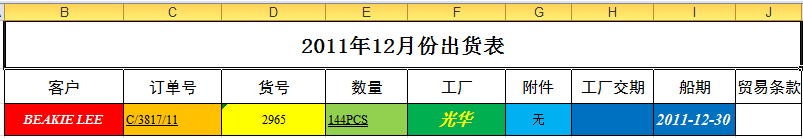 B C D E F G H I J
2011年12月份出货表
客户 订单号 货号 数量 工厂 附件 工厂交期 船期 贸易条款
BEAKIE LEE C/3817/11 2965 144PCS 光华 无 2011-12-30